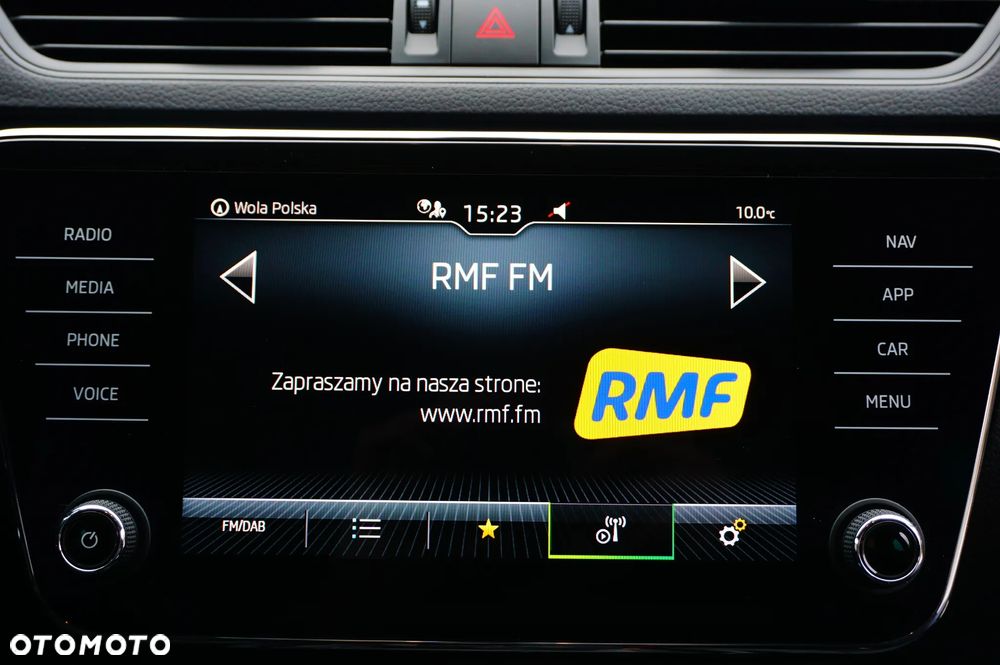 Wola Polska
15:23
10.0°C
RADIO
MEDIA
PHONE
VOICE
RMF FM
Zapraszamy na nasza strone:
www.rmf.fm
RMF
NAV
APP
CAR
MENU
FM/DAB
OTOMOTO